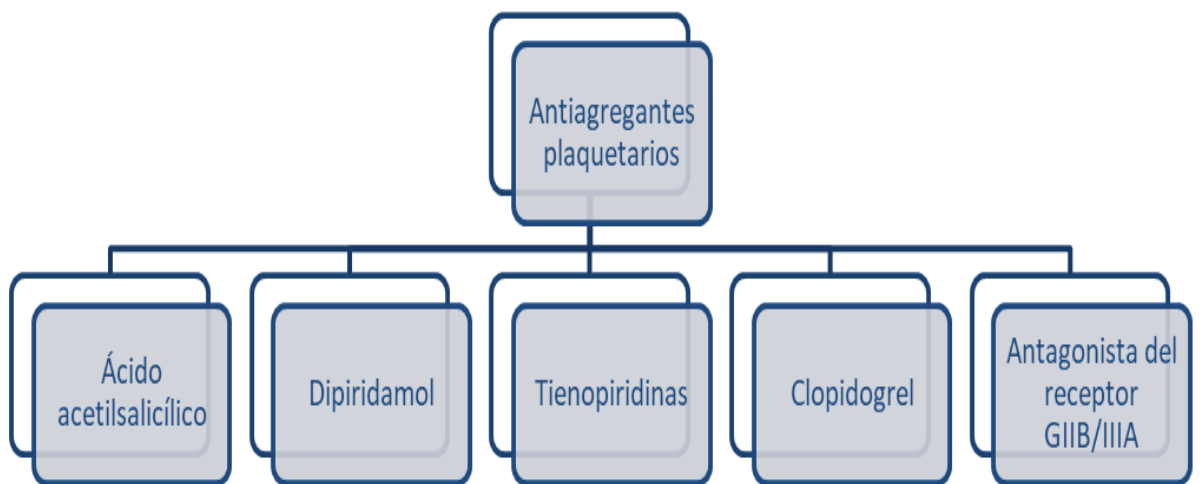 Antiagregantes
plaquetarios
Ácido
acetilsalicílico
Dipiridamol
Tienopiridinas
Clopidogrel
Antagonista del
receptor
GIIB/IIIA